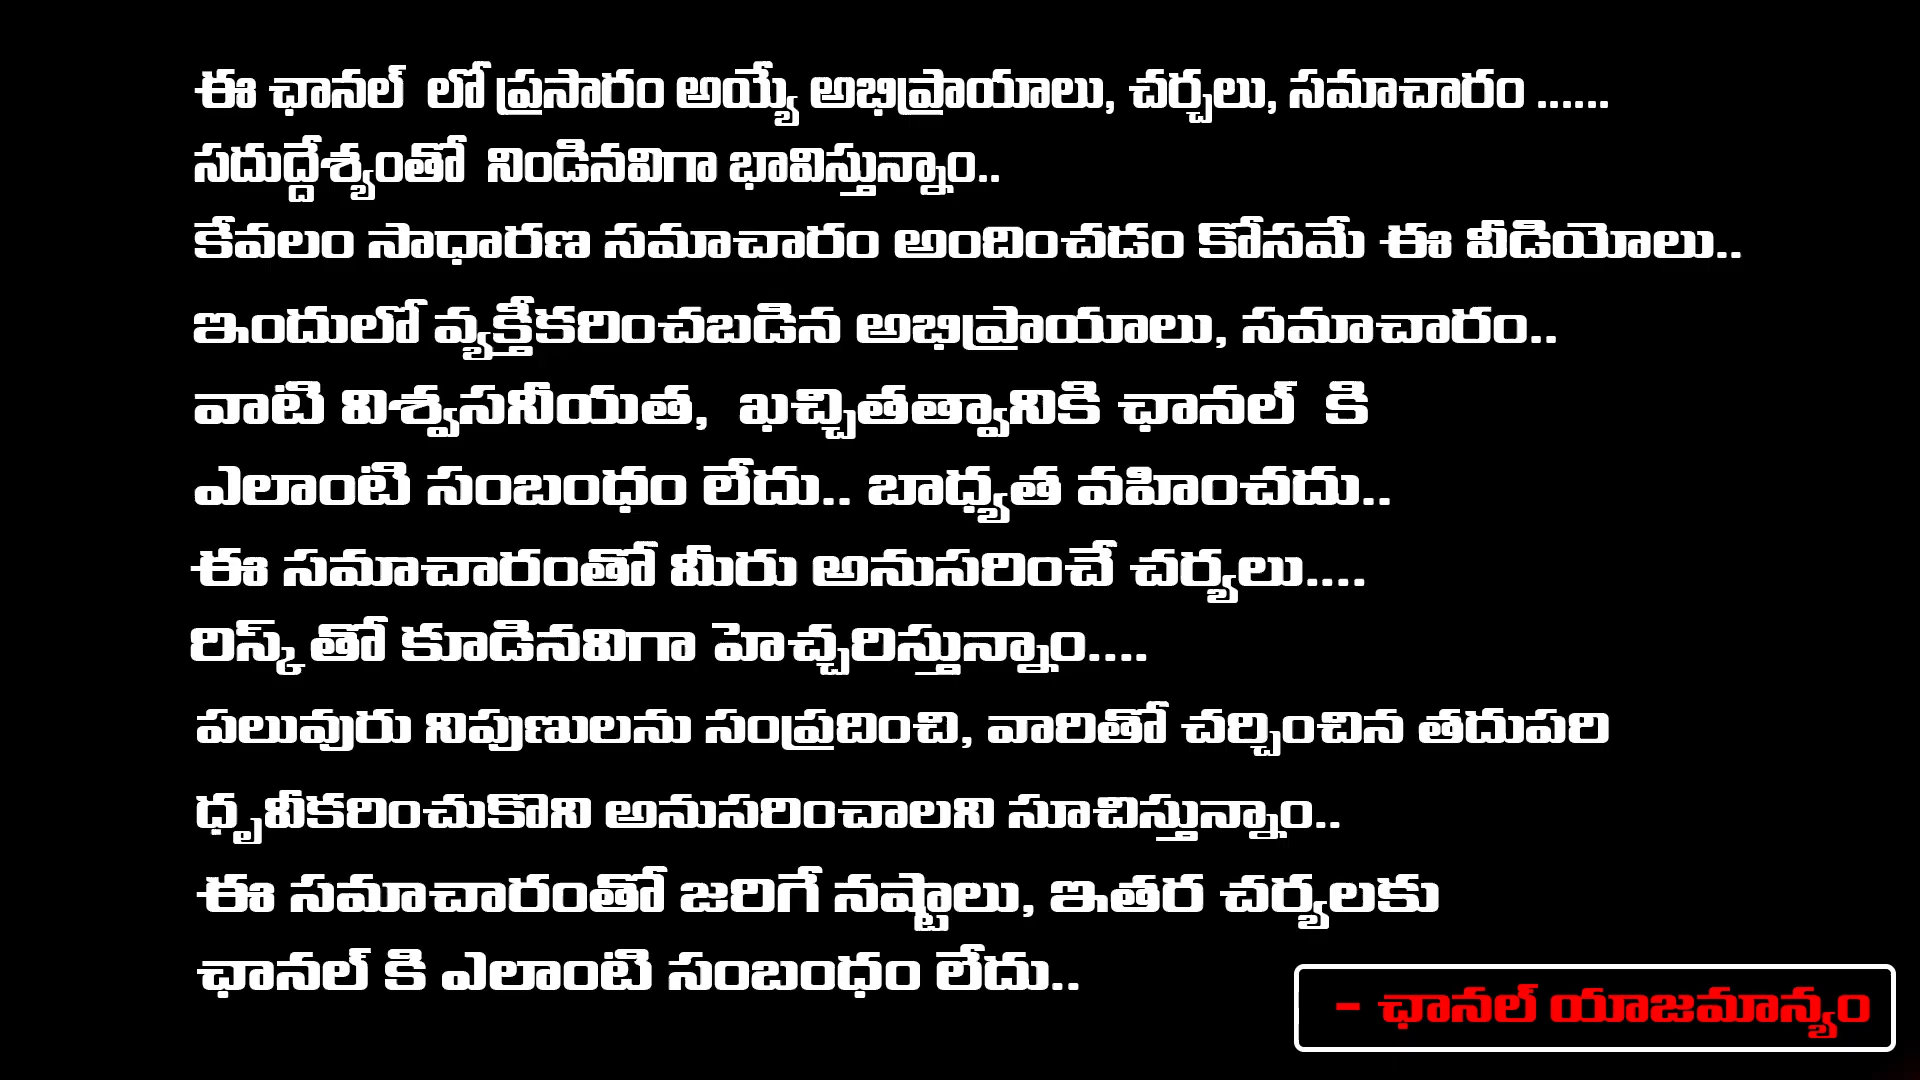 ఈ ఛానల్ లో ప్రసారం అయ్యే అభిప్రాయాలు, చర్చలు, సమాచారం ......
సదుద్దేశ్యంతో నిండినవిగా భావిస్తున్నాం..
కేవలం సాధారణ సమాచారం అందించడం కోసమే ఈ వీడియోలు..
ఇందులో వ్యక్తీకరించబడిన అభిప్రాయాలు, సమాచారం..
వాటి విశ్వసనీయత, ఖచ్చితత్వానికి ఛానల్ కి
ఎలాంటి సంబంధం లేదు.. బాధ్యత వహించదు..
ఈ సమాచారంతో మీరు అనుసరించే చర్యలు....
రిస్క్ తో కూడినవిగా హెచ్చరిస్తున్నాం....
పలువురు నిపుణులను సంప్రదించి, వారితో చర్చించిన తదుపరి
ధృవీకరించుకొని అనుసరించాలని సూచిస్తున్నాం..
ఈ సమాచారంతో జరిగే నష్టాలు, ఇతర చర్యలకు
ఛానల్ కి ఎలాంటి సంబంధం లేదు..
- ఛానల్ యాజమాన్యం